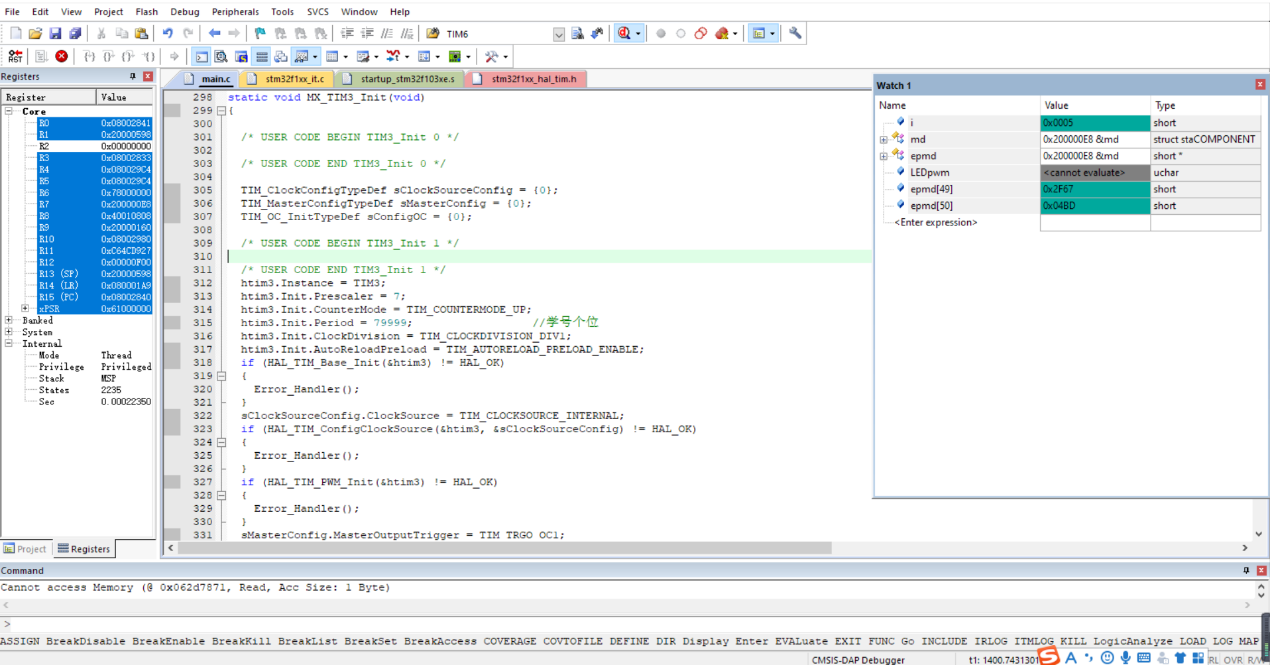 File Edit View Project Flash Debug Peripherals Tools SVCS Window Help
TIM6
RST
Registers
Register Value
Core
R0 0x08002841
R1 0x20000598
R2 0x00000000
R3 0x08002833
R4 0x080029C4
R5 0x080029C4
R6 0x78000000
R7 0x200000E8
R8 0x40010808
R9 0x20000160
R10 0x08002980
R11 0xC64CD927
R12 0x00000F00
R13 (SP) 0x20000598
R14 (LR) 0x080001A9
R15 (PC) 0x08002840
xPSR 0x61000000
Banked
System
Internal
Mode Thread
Privilege Privileged
Stack MSP
States 2235
Sec 0.00022350
Project Registers
main.c stm32f1xx_it.c startup_stm32f103xe.s stm32f1xx_hal_tim.h
298 static void MX_TIM3_Init(void)
299 {
300
301 /* USER CODE BEGIN TIM3_Init 0 */
302
303 /* USER CODE END TIM3_Init 0 */
304
305 TIM_ClockConfigTypeDef sClockSourceConfig = {0};
306 TIM_MasterConfigTypeDef sMasterConfig = {0};
307 TIM_OC_InitTypeDef sConfigOC = {0};
308
309 /* USER CODE BEGIN TIM3_Init 1 */
310
311 /* USER CODE END TIM3_Init 1 */
312 htim3.Instance = TIM3;
313 htim3.Init.Prescaler = 7;
314 htim3.Init.CounterMode = TIM_COUNTERMODE_UP;
315 htim3.Init.Period = 79999; //学号个位
316 htim3.Init.ClockDivision = TIM_CLOCKDIVISION_DIV1;
317 htim3.Init.AutoReloadPreload = TIM_AUTORELOAD_PRELOAD_ENABLE;
318 if (HAL_TIM_Base_Init(&htim3) != HAL_OK)
319 {
320 Error_Handler();
321 }
322 sClockSourceConfig.ClockSource = TIM_CLOCKSOURCE_INTERNAL;
323 if (HAL_TIM_ConfigClockSource(&htim3, &sClockSourceConfig) != HAL_OK)
324 {
325 Error_Handler();
326 }
327 if (HAL_TIM_PWM_Init(&htim3) != HAL_OK)
328 {
329 Error_Handler();
330 }
331 sMasterConfig.MasterOutputTrigger = TIM_TRGO_OC1;
Watch 1
Name Value Type
i 0x0005 short
md 0x200000E8 &md struct staCOMPONENT
epmd 0x200000E8 &md short *
LEDpwm <cannot evaluate> uchar
epmd[49] 0x2F67 short
epmd[50] 0x04BD short
<Enter expression>
Command
Cannot access Memory (@ 0x062d7871, Read, Acc Size: 1 Byte)
>
ASSIGN BreakDisable BreakEnable BreakKill BreakList BreakSet BreakAccess COVERAGE COVTOFILE DEFINE DIR Display Enter EVALuate EXIT FUNC Go INCLUDE IRLOG ITMLOG KILL LogicAnalyze LOAD LOG MAP
CMSIS-DAP Debugger t1: 1400.7431301 RL OVR R/W